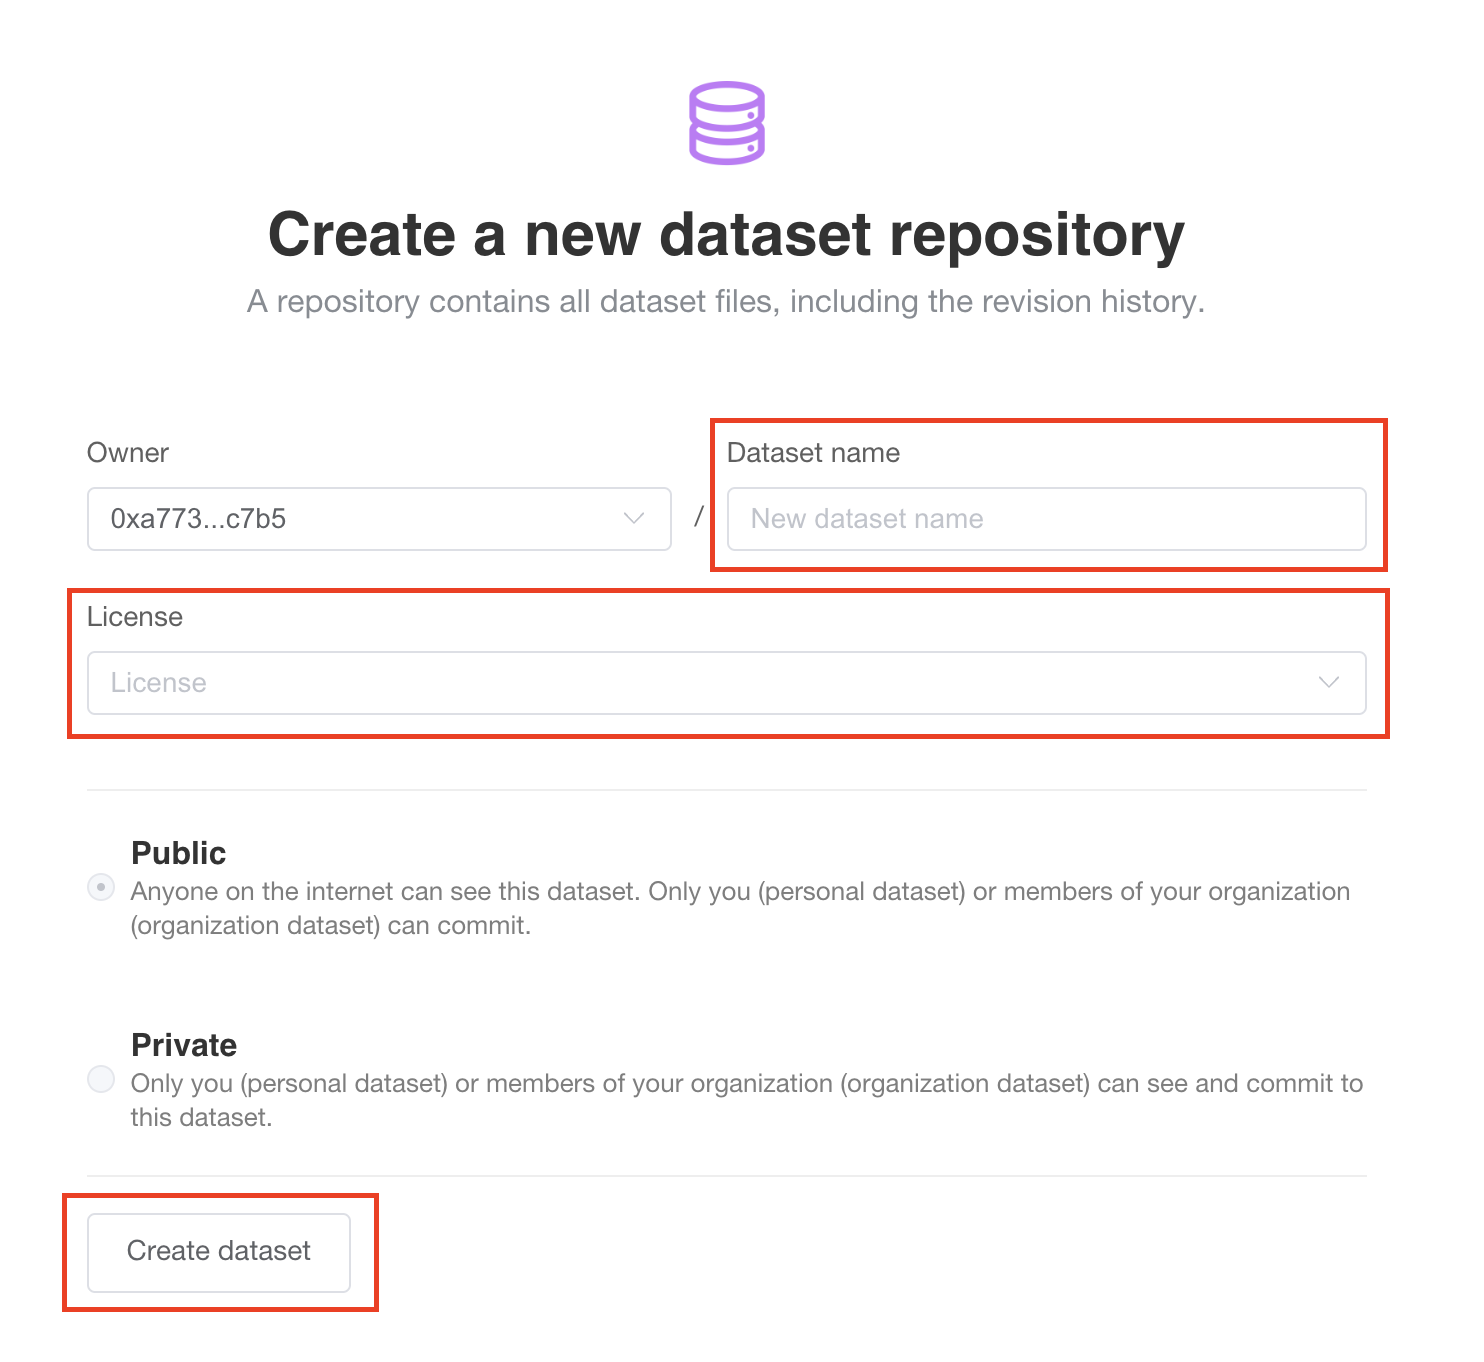 Create a new dataset repository
A repository contains all dataset files, including the revision history.
Owner
Dataset name
0xa773...c7b5
/
New dataset name
License
License
Public
Anyone on the internet can see this dataset. Only you (personal dataset) or members of your organization
(organization dataset) can commit.
Private
Only you (personal dataset) or members of your organization (organization dataset) can see and commit to
this dataset.
Create dataset